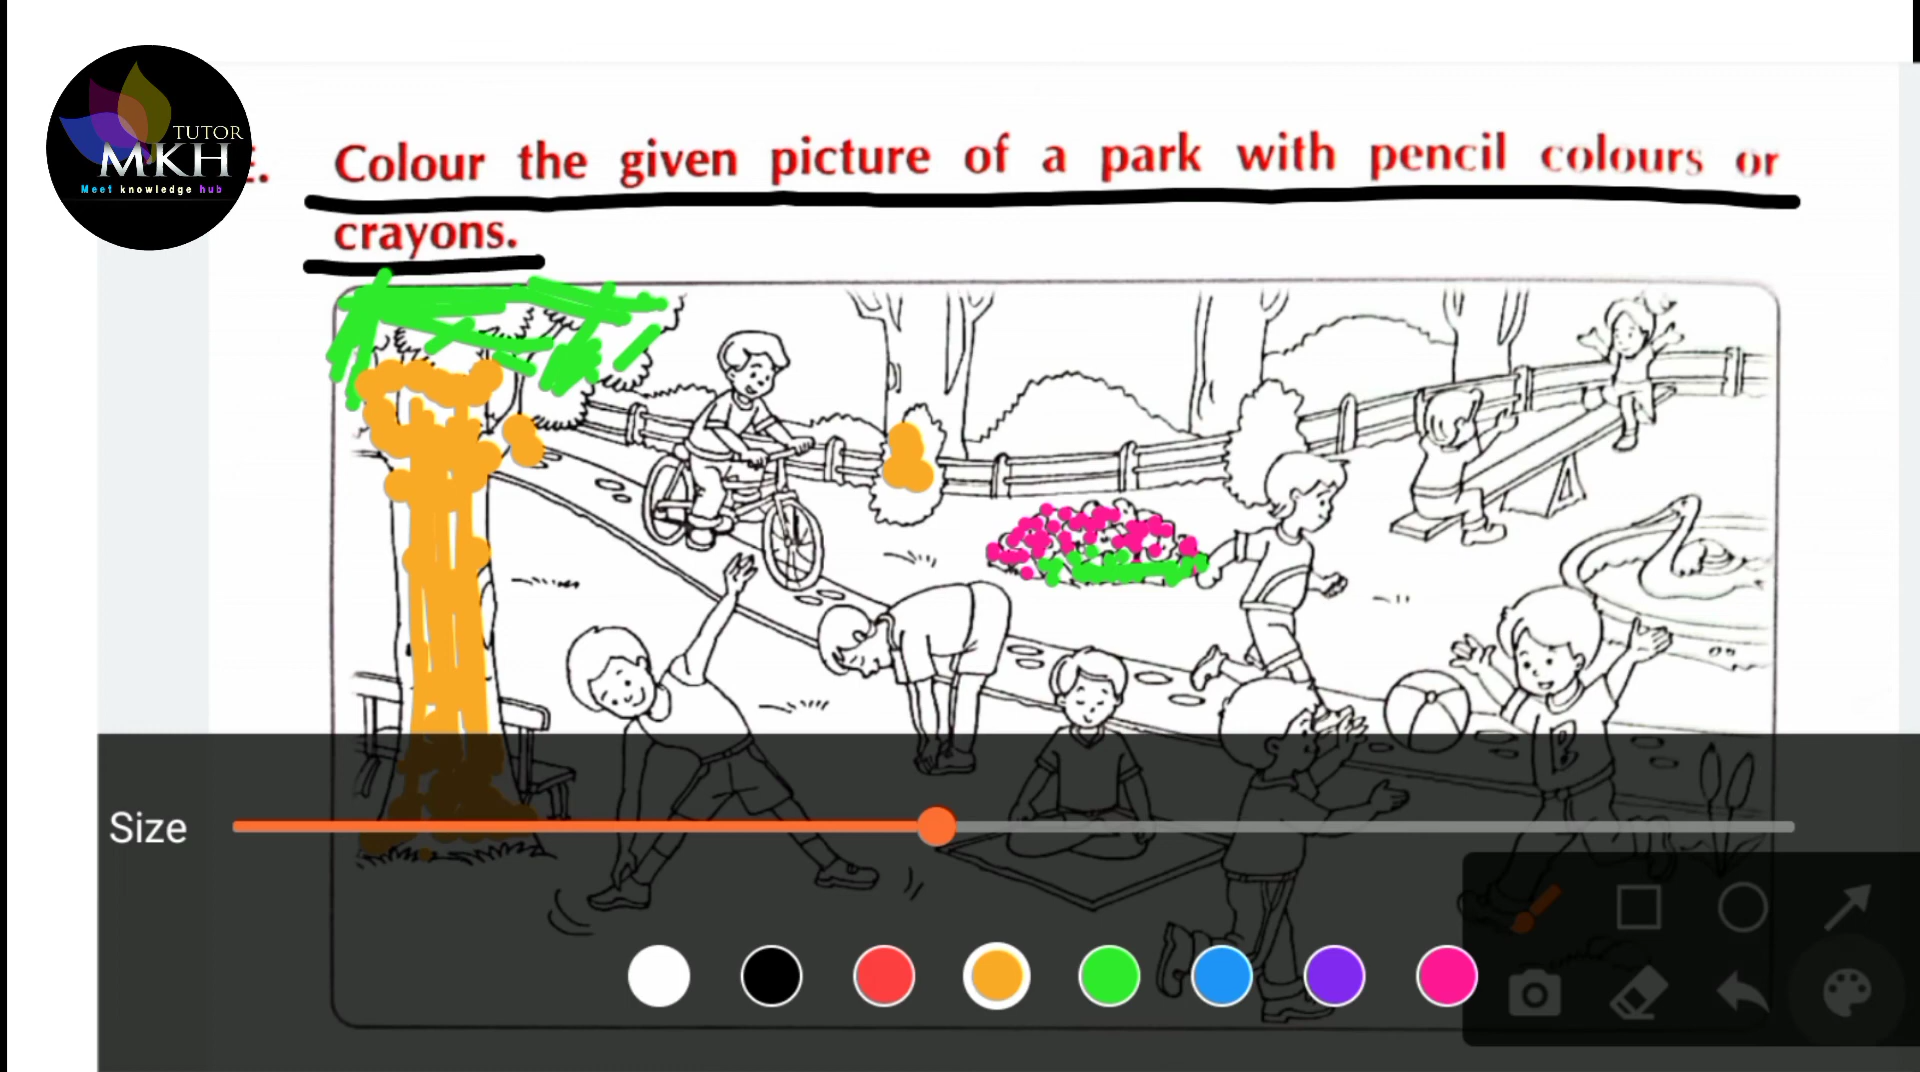 TUTOR
MKH
Meet knowledge hub
E. Colour the given picture of a park with pencil colours or
crayons.
B
Size